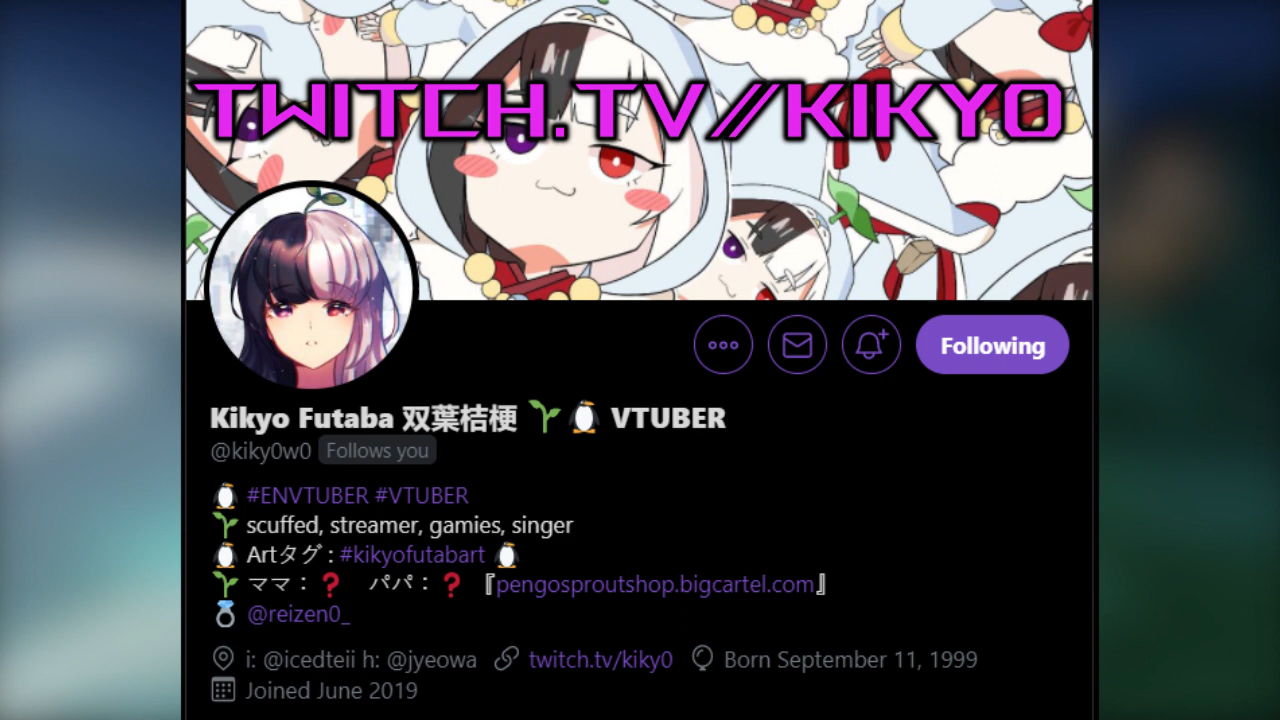 TWITCH.TV//KIKYO
Following
Kikyo Futaba 双葉桔梗 🌱🐧 VTUBER
@kiky0w0 Follows you
🐧 #ENVTUBER #VTUBER
🌱 scuffed, streamer, gamies, singer
🐧 Artタグ : #kikyofutabart 🐧
🌱 ママ：❓ パパ：❓ 『pengosproutshop.bigcartel.com』
💍 @reizen0_
i: @icedteii h: @jyeowa twitch.tv/kiky0 Born September 11, 1999
Joined June 2019